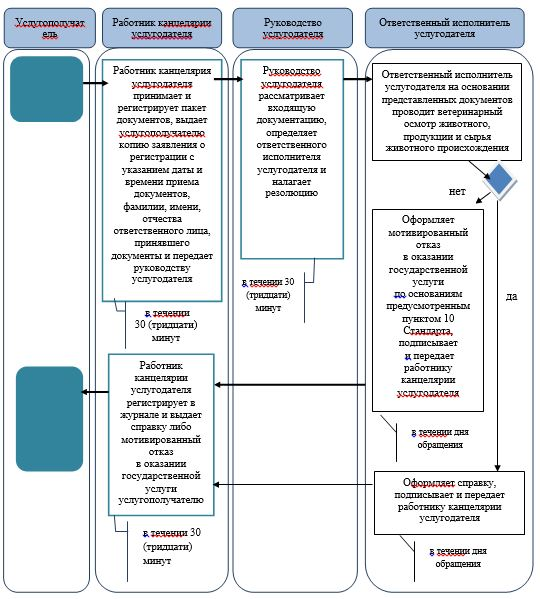 Услугополучат
ель
Работник канцелярии
услугодателя
Руководство
услугодателя
Ответственный исполнитель
услугодателя
Работник канцелярия
услугодателя
принимает и
регистрирует пакет
документов, выдает
услугополучателю
копию заявления о
регистрации с
указанием даты и
времени приема
документов,
фамилии, имени,
отчества
ответственного лица,
принявшего
документы и передает
руководству
услугодателя
Руководство
услугодателя
рассматривает
входящую
документацию,
определяет
ответственного
исполнителя
услугодателя и
налагает
резолюцию
Ответственный исполнитель
услугодателя на основании
представленных документов
проводит ветеринарный
осмотр животного,
продукции и сырья
животного происхождения
нет
да
Оформляет
мотивированный
отказ
в оказании
государственной
услуги
по основаниям
предусмотренным
пунктом 10
Стандарта,
подписывает
и передает
работнику
канцелярии
услугодателя
в течении 30
(тридцати)
минут
в течении
30 (тридцати)
минут
Работник
канцелярии
услугодателя
регистрирует в
журнале и выдает
справку либо
мотивированный
отказ
в оказании
государственной
услуги
услугополучателю
в течении дня
обращения
Оформляет справку,
подписывает и передает
работнику канцелярии
услугодателя
в течении 30
(тридцати)
минут
в течении дня
обращения